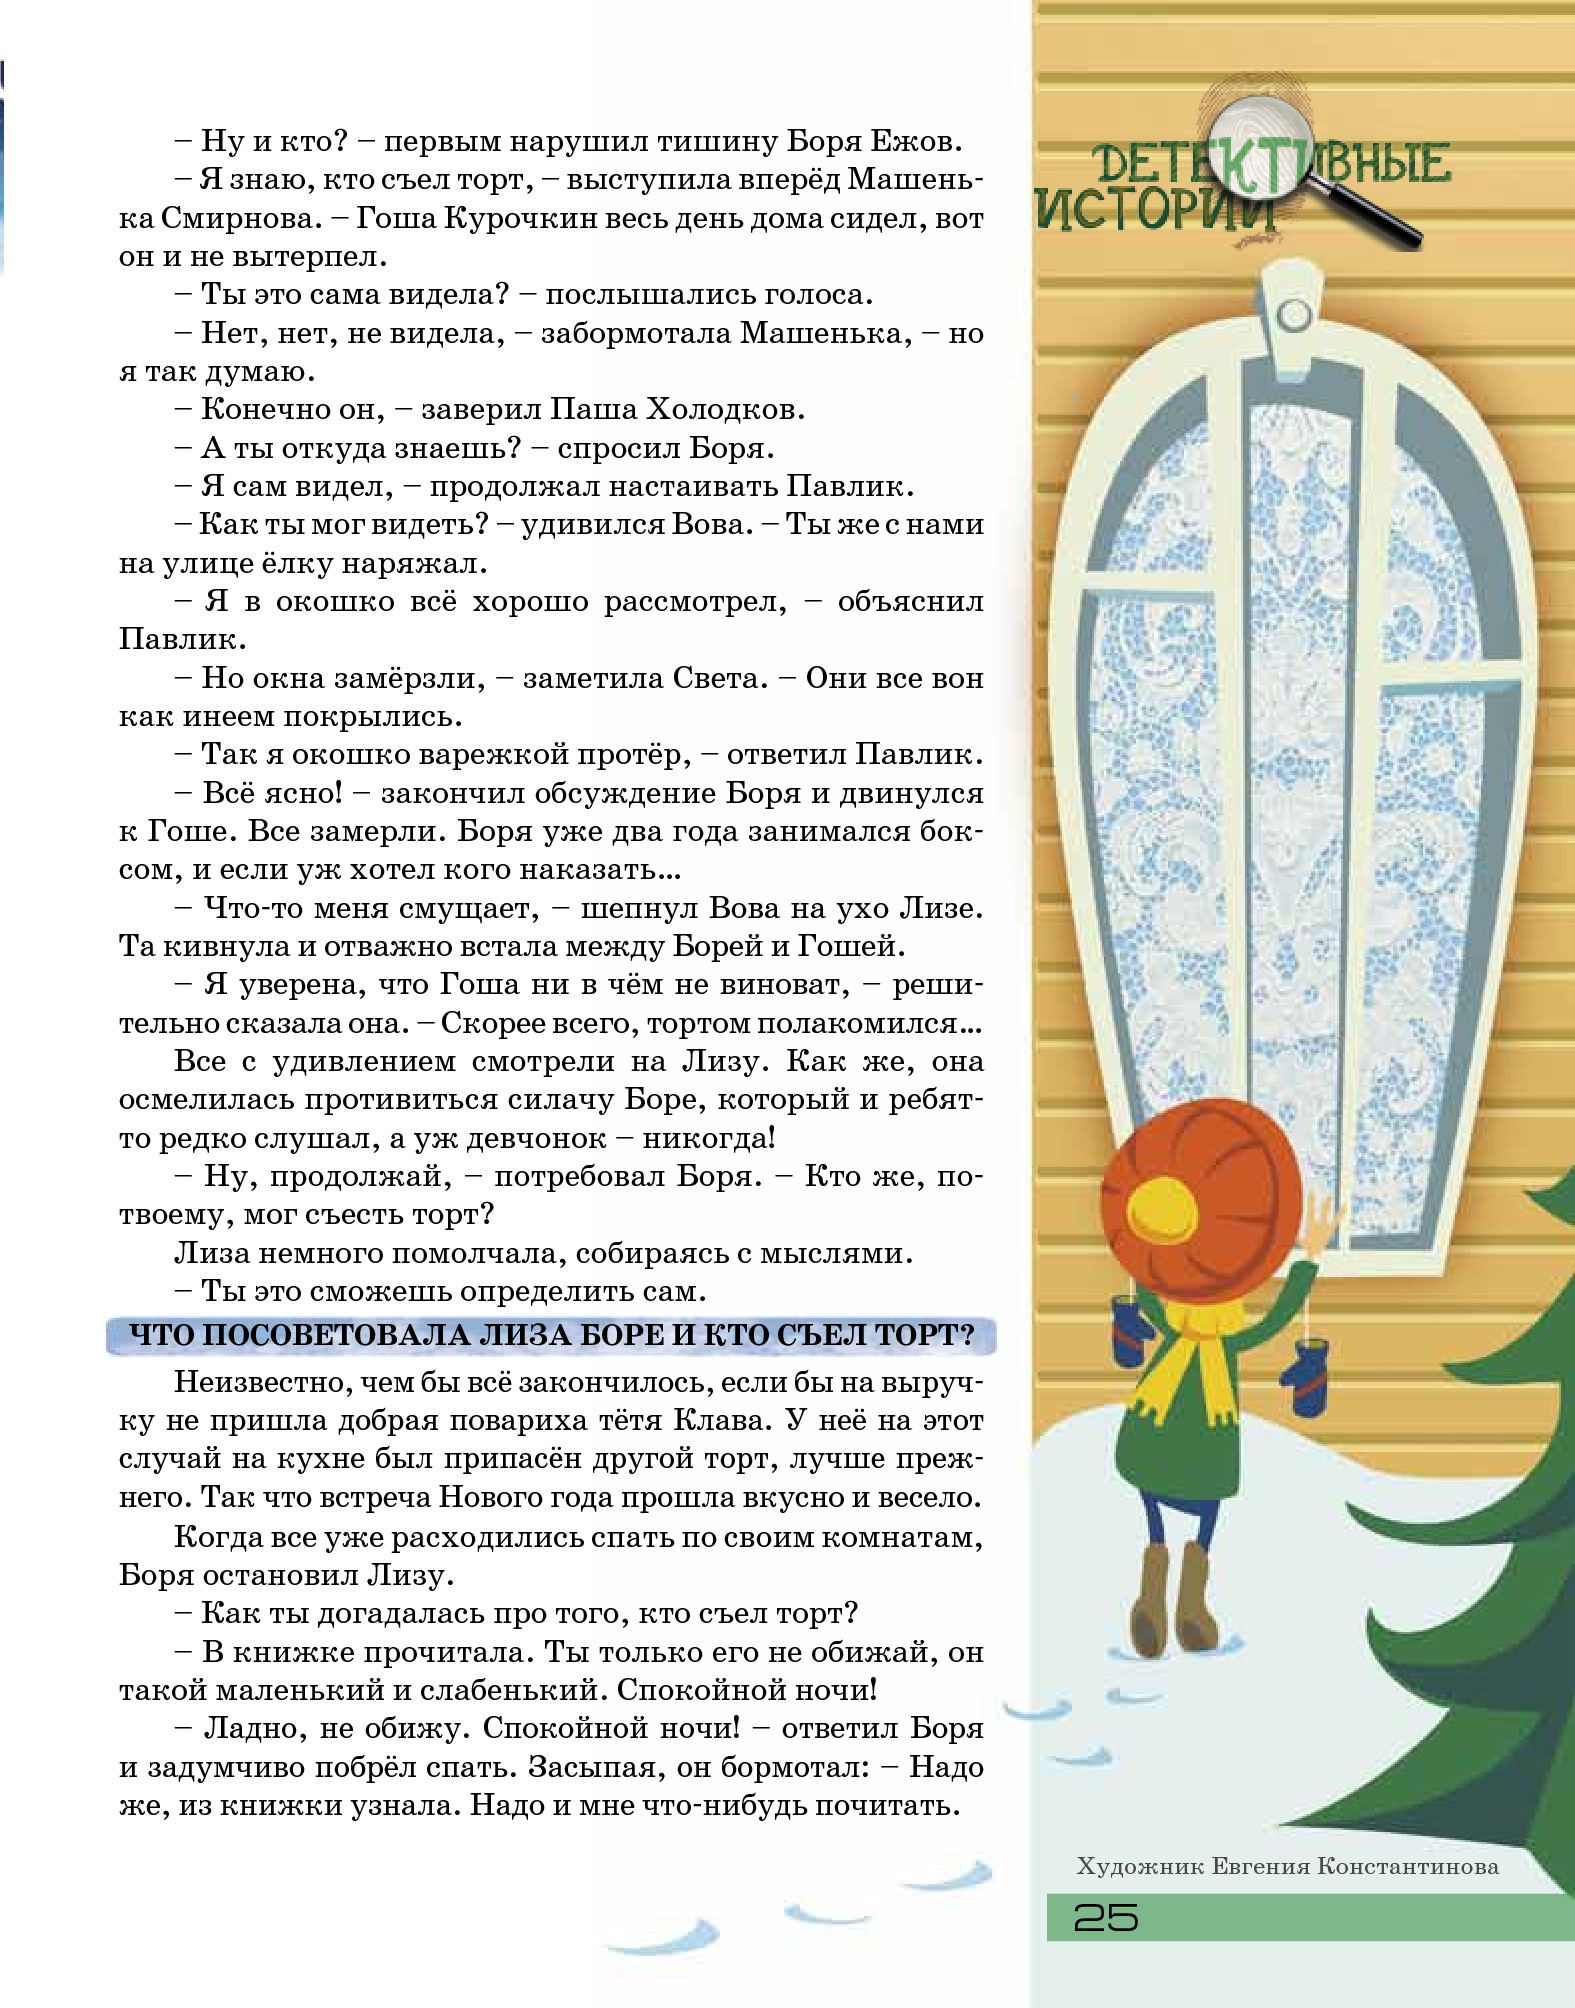 ДЕТЕКТИВНЫЕ
ИСТОРИИ
– Ну и кто? – первым нарушил тишину Боря Ежов.
– Я знаю, кто съел торт, – выступила вперёд Машень-
ка Смирнова. – Гоша Курочкин весь день дома сидел, вот
он и не вытерпел.
– Ты это сама видела? – послышались голоса.
– Нет, нет, не видела, – забормотала Машенька, – но
я так думаю.
– Конечно он, – заверил Паша Холодков.
– А ты откуда знаешь? – спросил Боря.
– Я сам видел, – продолжал настаивать Павлик.
– Как ты мог видеть? – удивился Вова. – Ты же с нами
на улице ёлку наряжал.
– Я в окошко всё хорошо рассмотрел, – объяснил
Павлик.
– Но окна замёрзли, – заметила Света. – Они все вон
как инеем покрылись.
– Так я окошко варежкой протёр, – ответил Павлик.
– Всё ясно! – закончил обсуждение Боря и двинулся
к Гоше. Все замерли. Боря уже два года занимался бок-
сом, и если уж хотел кого наказать…
– Что-то меня смущает, – шепнул Вова на ухо Лизе.
Та кивнула и отважно встала между Борей и Гошей.
– Я уверена, что Гоша ни в чём не виноват, – реши-
тельно сказала она. – Скорее всего, тортом полакомился…
Все с удивлением смотрели на Лизу. Как же, она
осмелилась противиться силачу Боре, который и ребят-
то редко слушал, а уж девчонок – никогда!
– Ну, продолжай, – потребовал Боря. – Кто же, по-
твоему, мог съесть торт?
Лиза немного помолчала, собираясь с мыслями.
– Ты это сможешь определить сам.
ЧТО ПОСОВЕТОВАЛА ЛИЗА БОРЕ И КТО СЪЕЛ ТОРТ?
Неизвестно, чем бы всё закончилось, если бы на выруч-
ку не пришла добрая повариха тётя Клава. У неё на этот
случай на кухне был припасён другой торт, лучше преж-
него. Так что встреча Нового года прошла вкусно и весело.
Когда все уже расходились спать по своим комнатам,
Боря остановил Лизу.
– Как ты догадалась про того, кто съел торт?
– В книжке прочитала. Ты только его не обижай, он
такой маленький и слабенький. Спокойной ночи!
– Ладно, не обижу. Спокойной ночи! – ответил Боря
и задумчиво побрёл спать. Засыпая, он бормотал: – Надо
же, из книжки узнала. Надо и мне что-нибудь почитать.
Художник Евгения Константинова
25